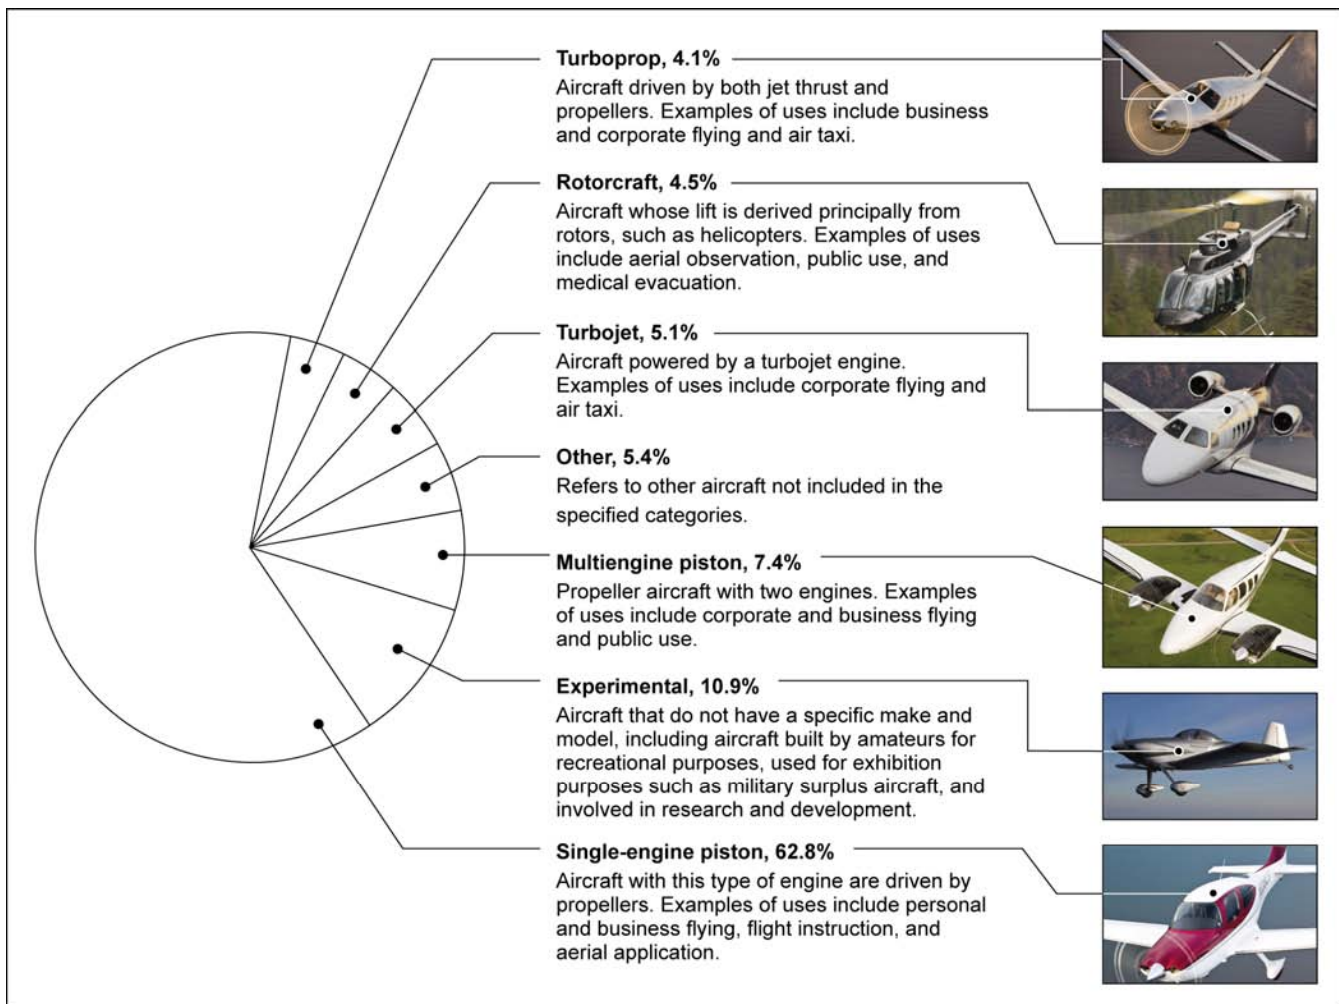 Turboprop, 4.1%
Aircraft driven by both jet thrust and
propellers. Examples of uses include business
and corporate flying and air taxi.
Rotorcraft, 4.5%
Aircraft whose lift is derived principally from
rotors, such as helicopters. Examples of uses
include aerial observation, public use, and
medical evacuation.
Turbojet, 5.1%
Aircraft powered by a turbojet engine.
Examples of uses include corporate flying and
air taxi.
Other, 5.4%
Refers to other aircraft not included in the
specified categories.
Multiengine piston, 7.4%
Propeller aircraft with two engines. Examples
of uses include corporate and business flying
and public use.
Experimental, 10.9%
Aircraft that do not have a specific make and
model, including aircraft built by amateurs for
recreational purposes, used for exhibition
purposes such as military surplus aircraft, and
involved in research and development.
Single-engine piston, 62.8%
Aircraft with this type of engine are driven by
propellers. Examples of uses include personal
and business flying, flight instruction, and
aerial application.